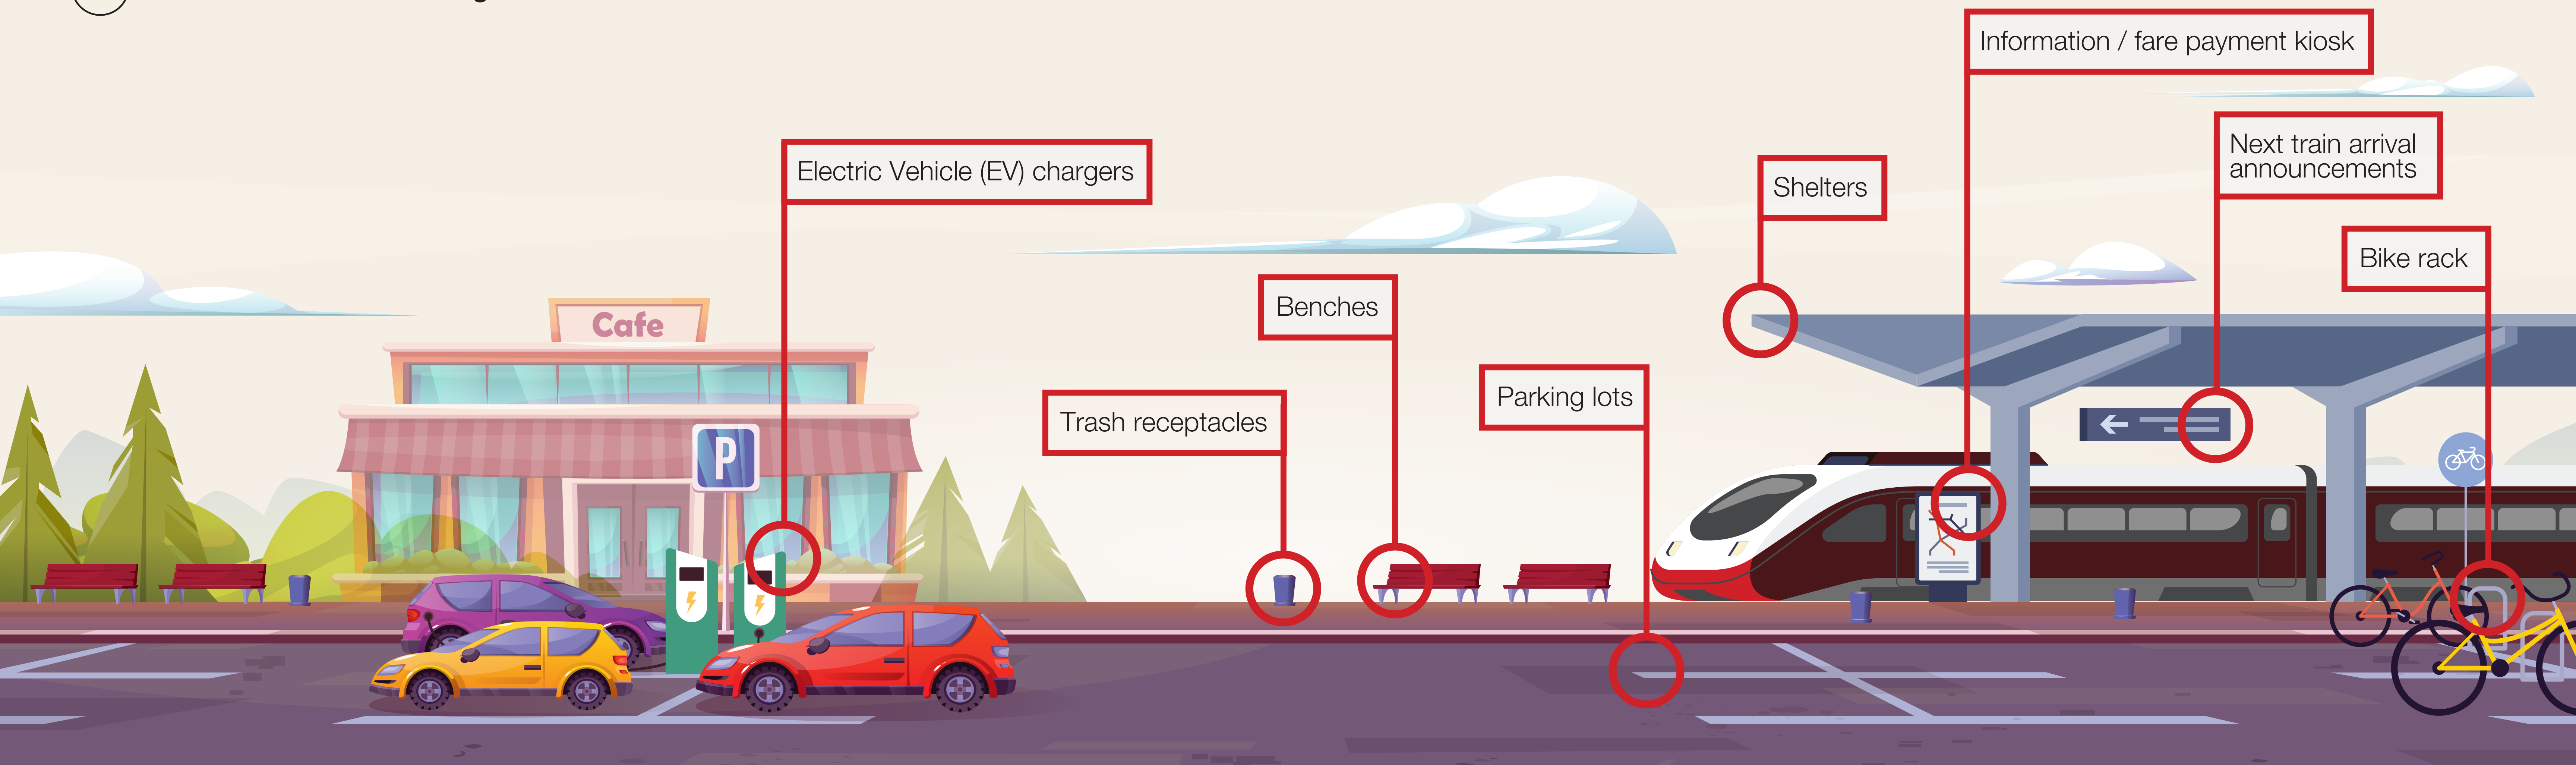 Information / fare payment kiosk
Next train arrival
announcements
Electric Vehicle (EV) chargers
Shelters
Bike rack
Benches
Cafe
Parking lots
Trash receptacles
P